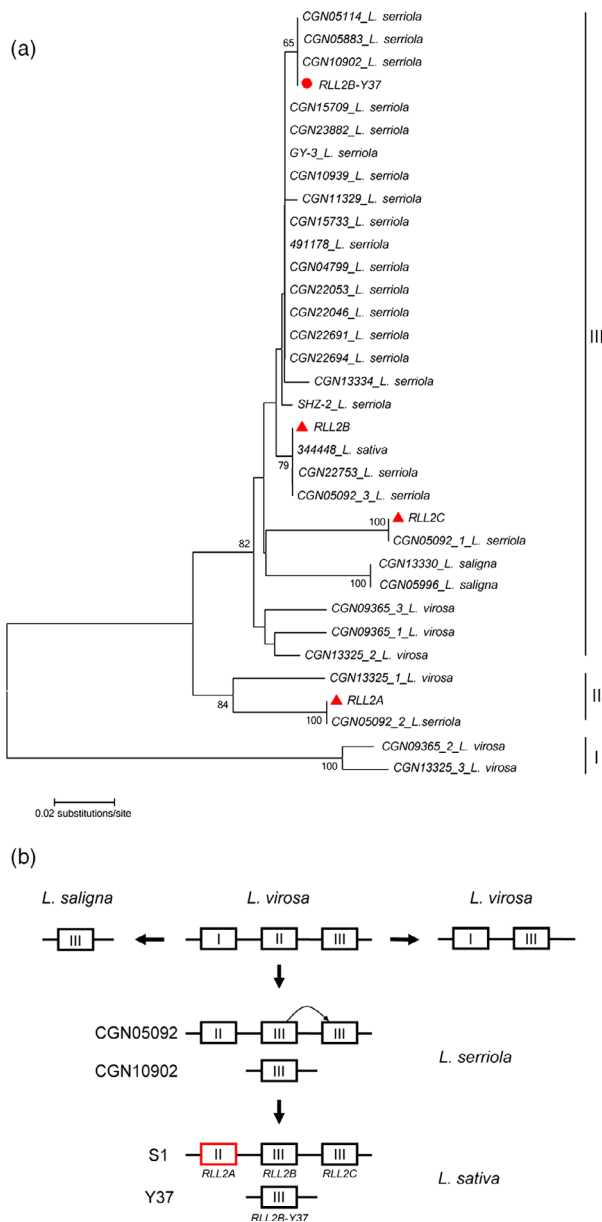 (a)
CGN05114_L. serriola
65
CGN05883_L. serriola
CGN10902_L. serriola
RLL2B-Y37
CGN15709_L. serriola
CGN23882_L. serriola
GY-3_L. serriola
CGN10939_L. serriola
CGN11329_L. serriola
CGN15733_L. serriola
491178_L. serriola
CGN04799_L. serriola
CGN22053_L. serriola
CGN22046_L. serriola
CGN22691_L. serriola
III
CGN22694_L. serriola
CGN13334_L. serriola
SHZ-2_L. serriola
RLL2B
344448_L. sativa
79
CGN22753_L. serriola
CGN05092_3_L. serriola
RLL2C
100
CGN05092_1_L. serriola
82
CGN13330_L. saligna
100
CGN05996_L. saligna
CGN09365_3_L. virosa
CGN09365_1_L. virosa
CGN13325_2_L. virosa
CGN13325_1_L. virosa
84
RLL2A
II
100
CGN05092_2_L.serriola
CGN09365_2_L. virosa
I
100
CGN13325_3_L. virosa
0.02 substitutions/site
(b)
L. saligna L. virosa L. virosa
III I II III I III
CGN05092 II III III
L. serriola
CGN10902 III
S1 II III III
RLL2A RLL2B RLL2C
L. sativa
Y37 III
RLL2B-Y37